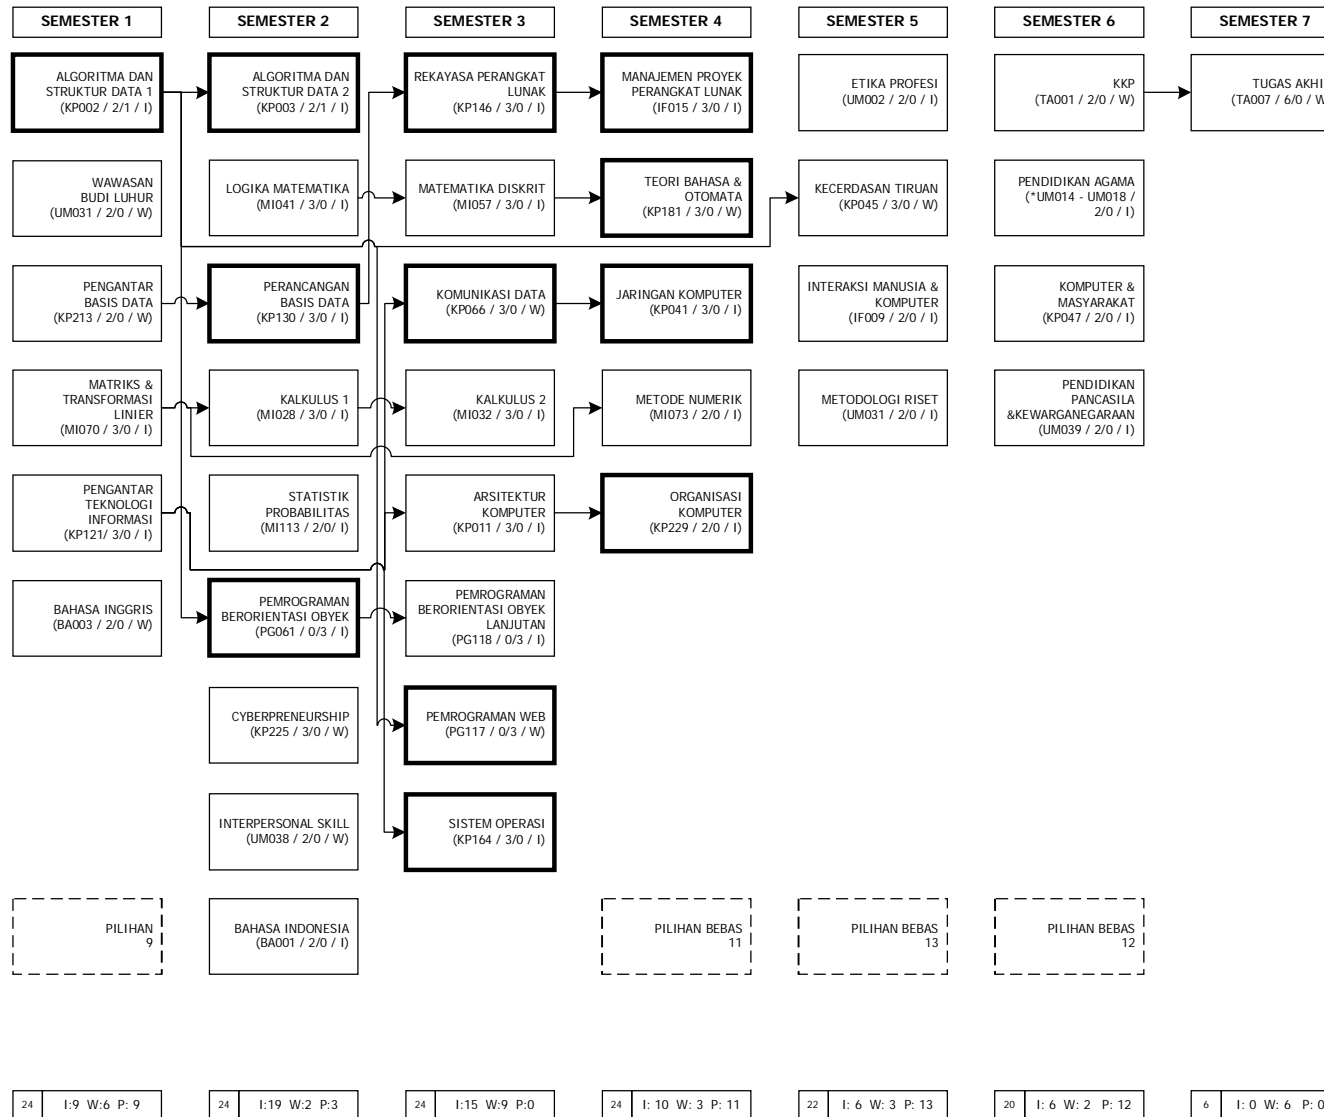 SEMESTER 1
ALGORITMA DAN
STRUKTUR DATA 1
(KP002 / 2/1 / I)
WAWASAN
BUDI LUHUR
(UM031 / 2/0 / W)
PENGANTAR
BASIS DATA
(KP213 / 2/0 / W)
MATRIKS &
TRANSFORMASI
LINIER
(MI070 / 3/0 / I)
PENGANTAR
TEKNOLOGI
INFORMASI
(KP121/ 3/0 / I)
BAHASA INGGRIS
(BA003 / 2/0 / W)
PILIHAN
9
24 I:9 W:6 P: 9
SEMESTER 2
ALGORITMA DAN
STRUKTUR DATA 2
(KP003 / 2/1 / I)
LOGIKA MATEMATIKA
(MI041 / 3/0 / I)
PERANCANGAN
BASIS DATA
(KP130 / 3/0 / I)
KALKULUS 1
(MI028 / 3/0 / I)
STATISTIK
PROBABILITAS
(MI113 / 2/0/ I)
PEMROGRAMAN
BERORIENTASI OBYEK
(PG061 / 0/3 / I)
CYBERPRENEURSHIP
(KP225 / 3/0 / W)
INTERPERSONAL SKILL
(UM038 / 2/0 / W)
BAHASA INDONESIA
(BA001 / 2/0 / I)
24 I:19 W:2 P:3
SEMESTER 3
REKAYASA PERANGKAT
LUNAK
(KP146 / 3/0 / I)
MATEMATIKA DISKRIT
(MI057 / 3/0 / I)
KOMUNIKASI DATA
(KP066 / 3/0 / W)
KALKULUS 2
(MI032 / 3/0 / I)
ARSITEKTUR
KOMPUTER
(KP011 / 3/0 / I)
PEMROGRAMAN
BERORIENTASI OBYEK
LANJUTAN
(PG118 / 0/3 / I)
PEMROGRAMAN WEB
(PG117 / 0/3 / W)
SISTEM OPERASI
(KP164 / 3/0 / I)
24 I:15 W:9 P:0
SEMESTER 4
MANAJEMEN PROYEK
PERANGKAT LUNAK
(IF015 / 3/0 / I)
TEORI BAHASA &
OTOMATA
(KP181 / 3/0 / W)
JARINGAN KOMPUTER
(KP041 / 3/0 / I)
METODE NUMERIK
(MI073 / 2/0 / I)
ORGANISASI
KOMPUTER
(KP229 / 2/0 / I)
PILIHAN BEBAS
11
24 I: 10 W: 3 P: 11
SEMESTER 5
ETIKA PROFESI
(UM002 / 2/0 / I)
KECERDASAN TIRUAN
(KP045 / 3/0 / W)
INTERAKSI MANUSIA &
KOMPUTER
(IF009 / 2/0 / I)
METODOLOGI RISET
(UM031 / 2/0 / I)
PILIHAN BEBAS
13
22 I: 6 W: 3 P: 13
SEMESTER 6
KKP
(TA001 / 2/0 / W)
PENDIDIKAN AGAMA
(*UM014 - UM018 /
2/0 / I)
KOMPUTER &
MASYARAKAT
(KP047 / 2/0 / I)
PENDIDIKAN
PANCASILA
&KEWARGANEGARAAN
(UM039 / 2/0 / I)
PILIHAN BEBAS
12
20 I: 6 W: 2 P: 12
SEMESTER 7
TUGAS AKHI
(TA007 / 6/0 / W
6 I: 0 W: 6 P: 0